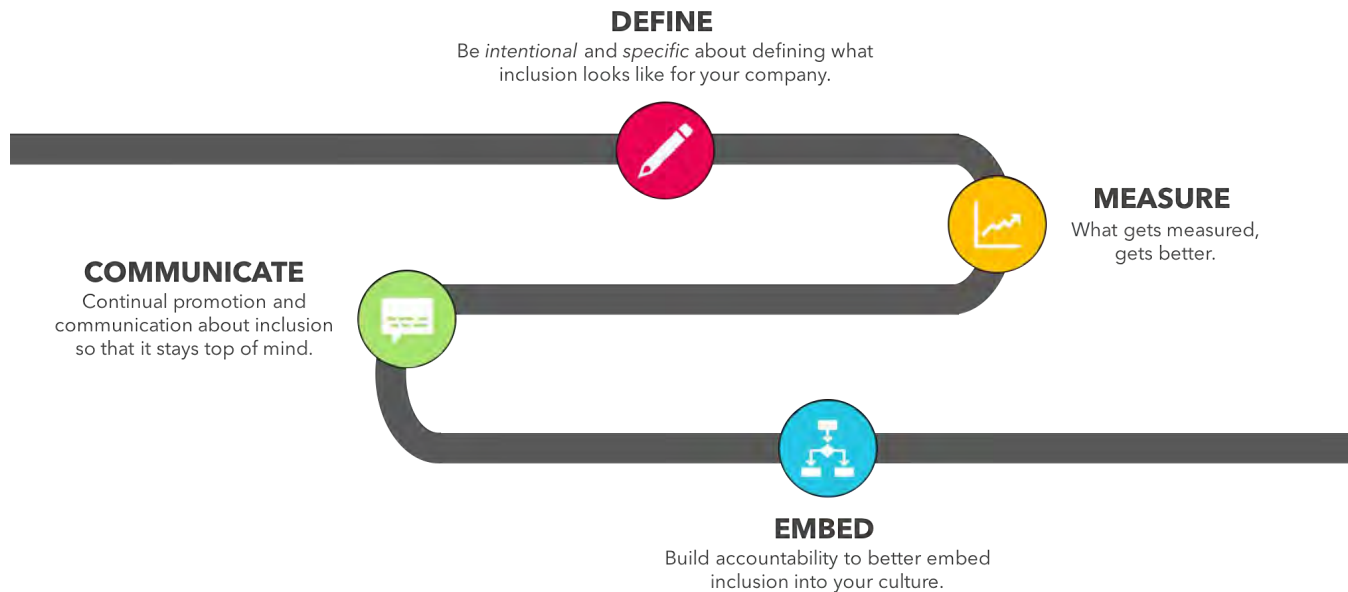 DEFINE
Be intentional and specific about defining what
inclusion looks like for your company.
MEASURE
What gets measured,
gets better.
COMMUNICATE
Continual promotion and
communication about inclusion
so that it stays top of mind.
EMBED
Build accountability to better embed
inclusion into your culture.